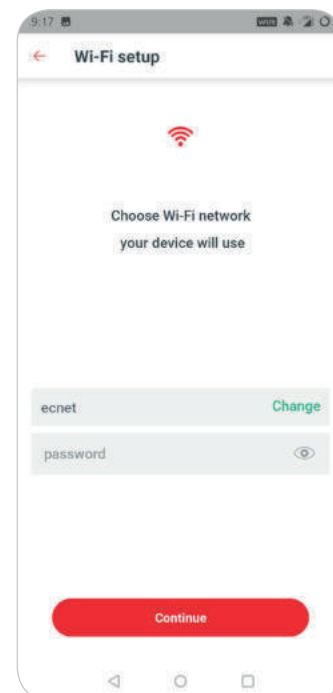 9:17
Wi-Fi setup
Choose Wi-Fi network
your device will use
ecnet
Change
password
Continue